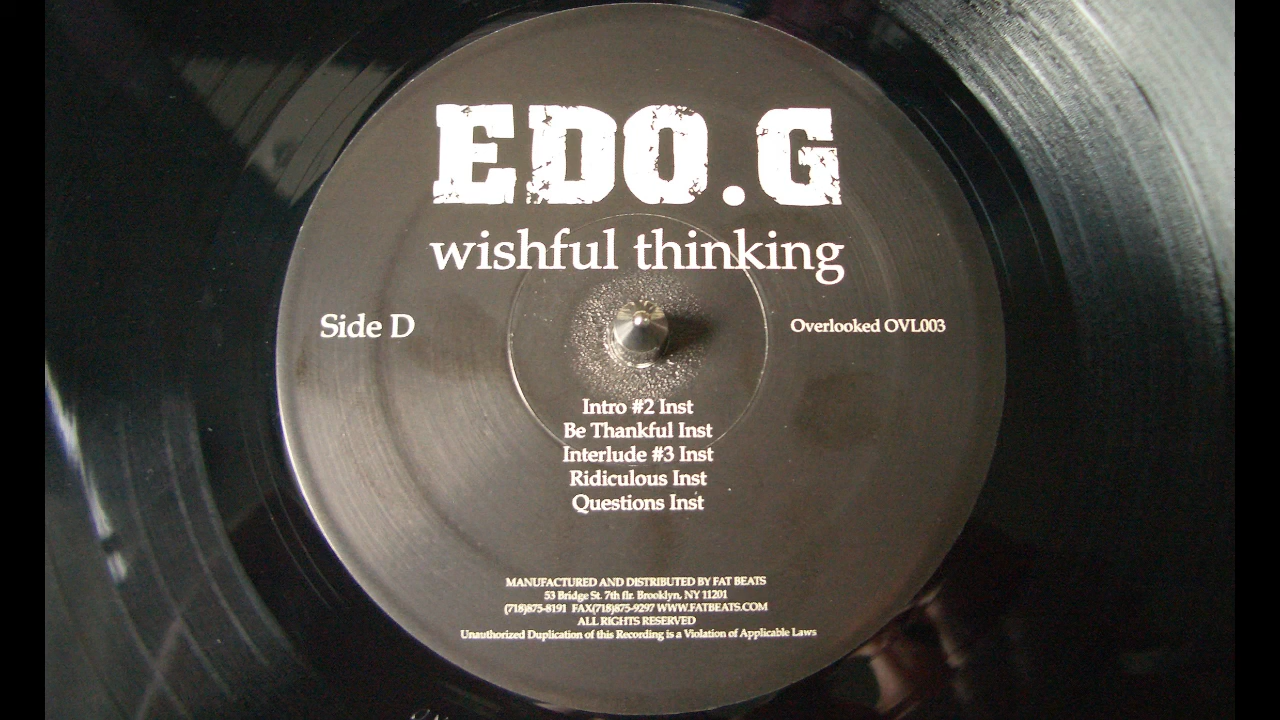 EDO.G
wishful thinking
Side D
Overlooked OVL003
Intro #2 Inst
Be Thankful Inst
Interlude #3 Inst
Ridiculous Inst
Questions Inst
MANUFACTURED AND DISTRIBUTED BY FAT BEATS
53 Bridge St. 7th flr. Brooklyn, NY 11201
(718)875-8191 FAX(718)875-9297 WWW.FATBEATS.COM
ALL RIGHTS RESERVED
Unauthorized Duplication of this Recording is a Violation of Applicable Laws